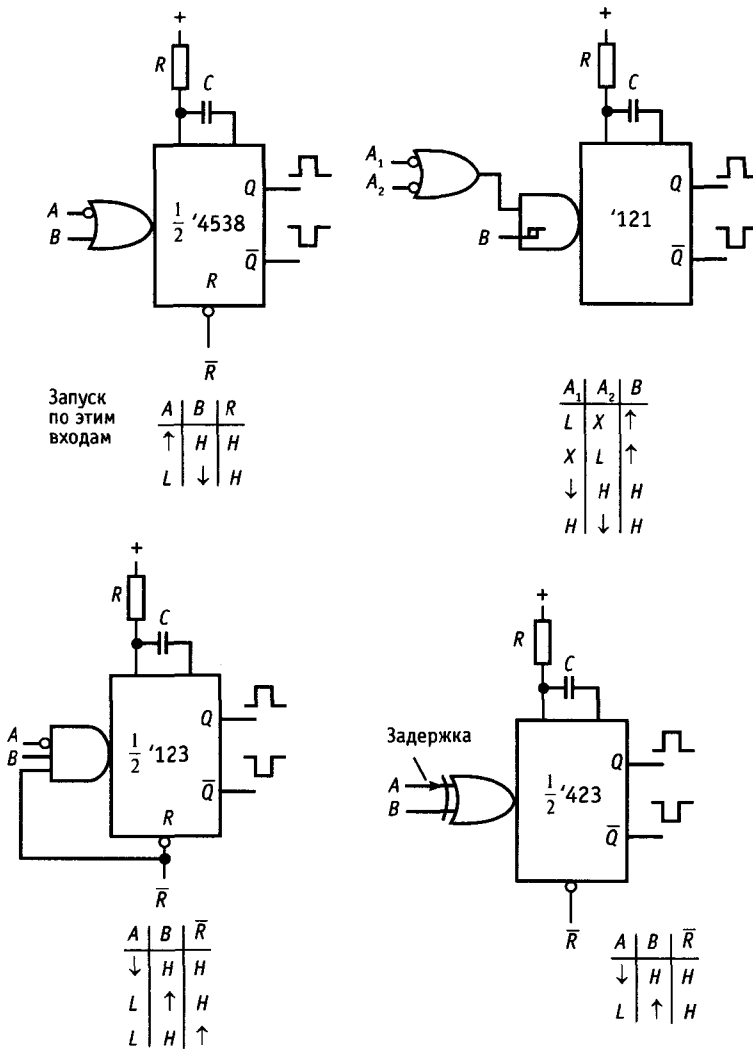 +
R
C
A
B
1/2 '4538
Q
Q̅
R
R̅
Запуск
по этим
входам
A B R
↑ H H
L ↓ H
+
R
C
A₁
A₂
B
'121
Q
Q̅
A₁ A₂ B
L X ↑
X L ↑
↓ H H
H ↓ H
+
R
C
A
B
1/2 '123
Q
Q̅
R
R̅
A B R̅
↓ H H
L ↑ H
L H ↑
+
R
C
Задержка
A
B
1/2 '423
Q
Q̅
R̅
A B R̅
↓ H H
L ↑ H